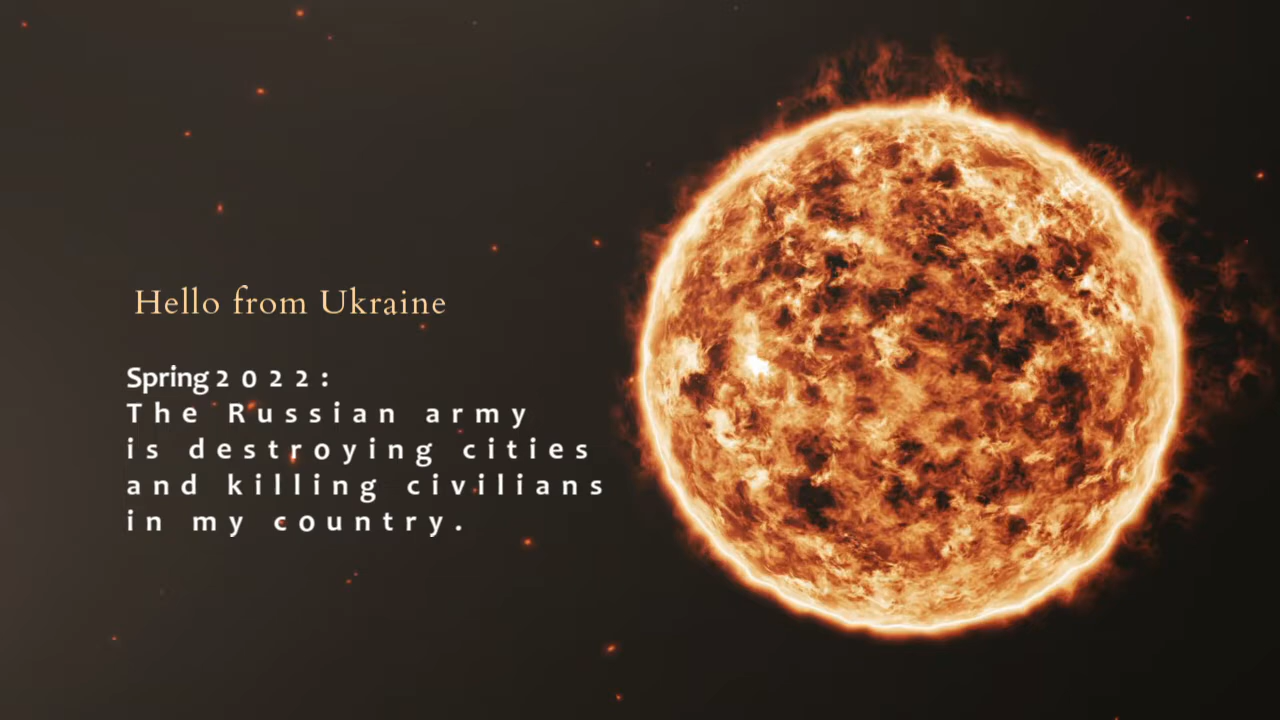 Hello from Ukraine
Spring 2022:
The Russian army
is destroying cities
and killing civilians
in my country.